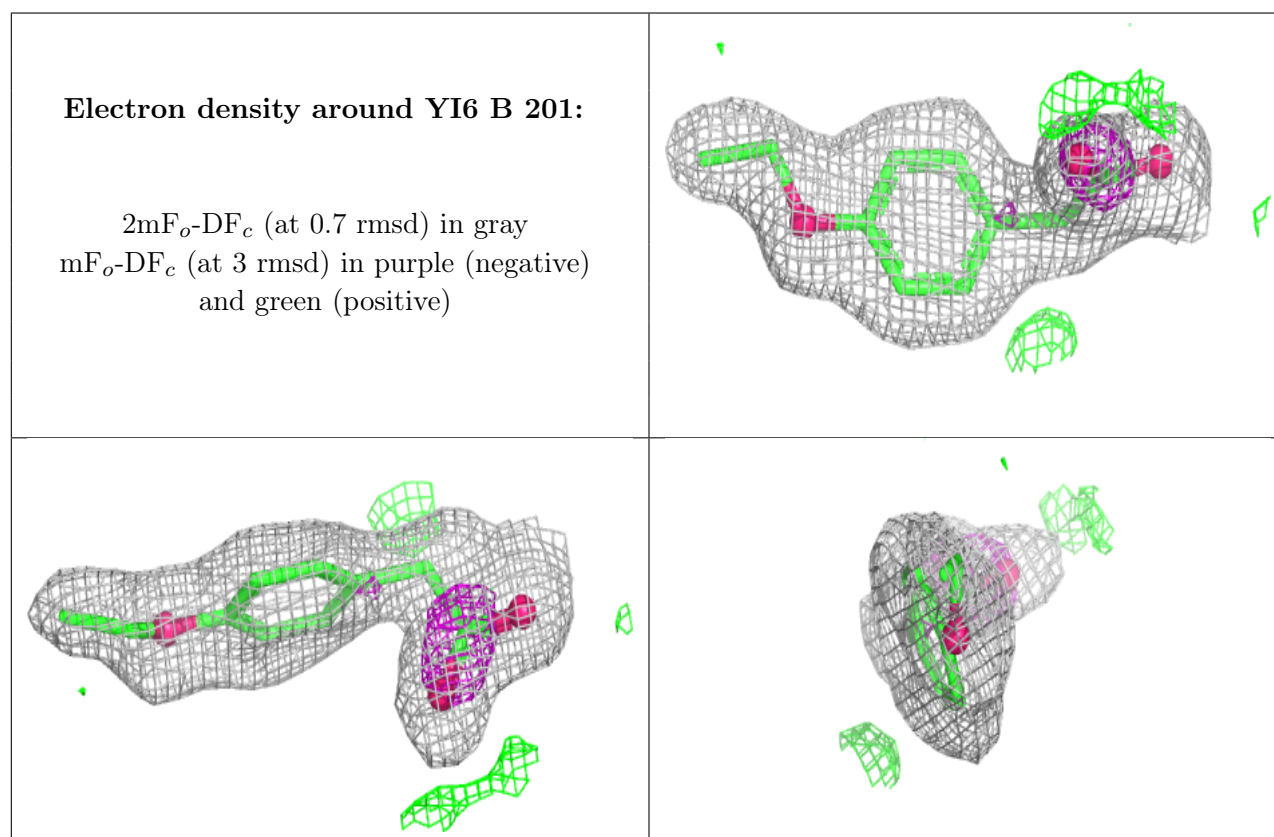 Electron density around YI6 B 201:
2mFₒ-DF𝒸 (at 0.7 rmsd) in gray
mFₒ-DF𝒸 (at 3 rmsd) in purple (negative)
and green (positive)